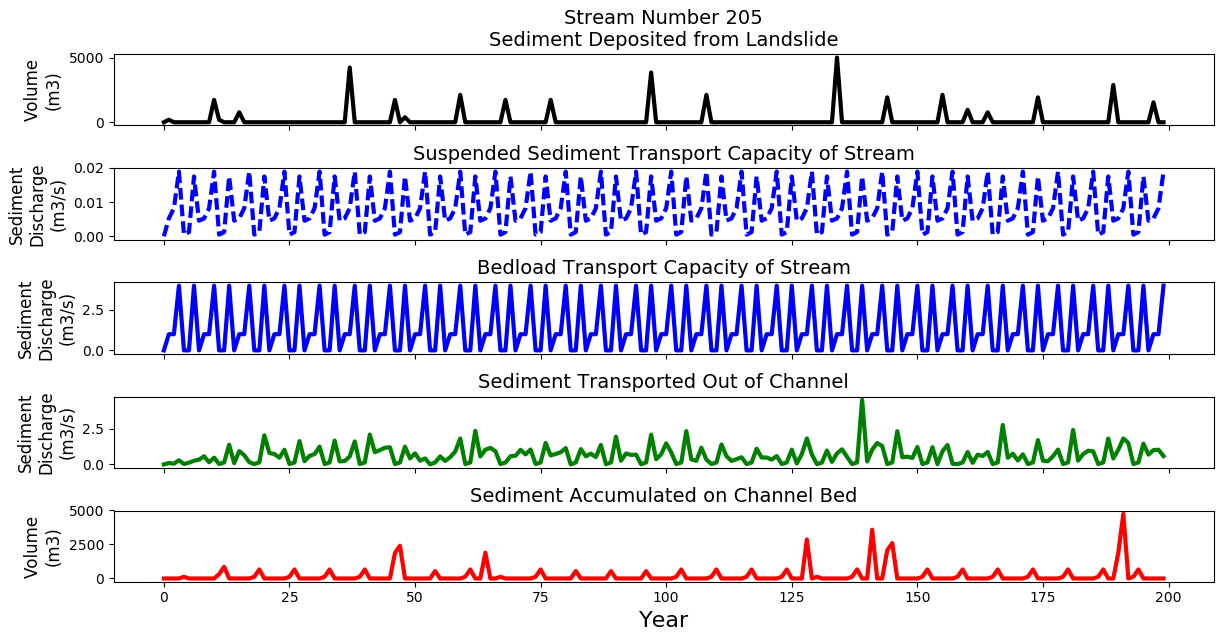 Stream Number 205
Sediment Deposited from Landslide
Volume
(m3)
5000
0
Suspended Sediment Transport Capacity of Stream
Sediment
Discharge
(m3/s)
0.02
0.01
0.00
Bedload Transport Capacity of Stream
Sediment
Discharge
(m3/s)
2.5
0.0
Sediment Transported Out of Channel
Sediment
Discharge
(m3/s)
2.5
0.0
Sediment Accumulated on Channel Bed
Volume
(m3)
5000
2500
0
0 25 50 75 100 125 150 175 200
Year